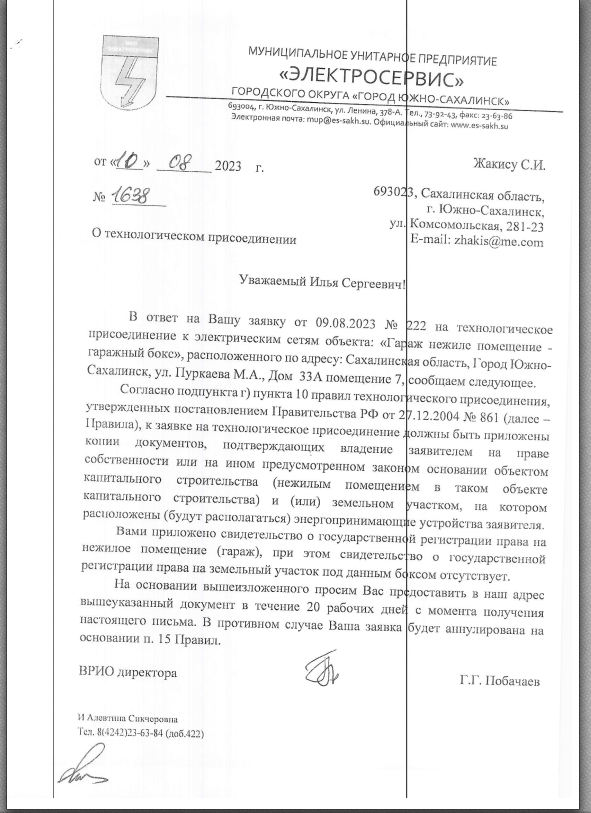 МУНИЦИПАЛЬНОЕ УНИТАРНОЕ ПРЕДПРИЯТИЕ
«ЭЛЕКТРОСЕРВИС»
ГОРОДСКОГО ОКРУГА «ГОРОД ЮЖНО-САХАЛИНСК»
693004, г. Южно-Сахалинск, ул. Ленина, 378-А. Тел., 73-92-43, факс: 23-63-86
Электронная почта: mup@es-sakh.su. Официальный сайт: www.es-sakh.su
от «10» 08 2023 г.
Жакису С.И.
№ 1638
693023, Сахалинская область,
г. Южно-Сахалинск,
ул. Комсомольская, 281-23
E-mail: zhakis@me.com
О технологическом присоединении
Уважаемый Илья Сергеевич!
В ответ на Вашу заявку от 09.08.2023 № 222 на технологическое
присоединение к электрическим сетям объекта: «Гараж нежиле помещение -
гаражный бокс», расположенного по адресу: Сахалинская область, Город Южно-
Сахалинск, ул Пуркаева М.А., Дом 33А помещение 7, сообщаем следующее.
Согласно подпункта г) пункта 10 правил технологического присоединения,
утвержденных постановлением Правительства РФ от 27.12.2004 № 861 (далее –
Правила), к заявке на технологическое присоединение должны быть приложены
копии документов, подтверждающих владение заявителем на праве
собственности или на ином предусмотренном законом основании объектом
капитального строительства (нежилым помещением в таком объекте
капитального строительства) и (или) земельном участком, на котором
расположены (будут располагаться) энергопринимающие устройства заявителя.
Вами приложено свидетельство о государственной регистрации права на
нежилое помещение (гараж), при этом свидетельство о государственной
регистрации права на земельный участок под данным боксом отсутствует.
На основании вышеизложенного просим Вас предоставить в наш адрес
вышеуказанный документ в течение 20 рабочих дней с момента получения
настоящего письма. В противном случае Ваша заявка будет аннулирована на
основании п. 15 Правил.
ВРИО директора
Г.Г. Побачаев
И Алевтина Сикчеровна
Тел. 8(4242)23-63-84 (доб.422)